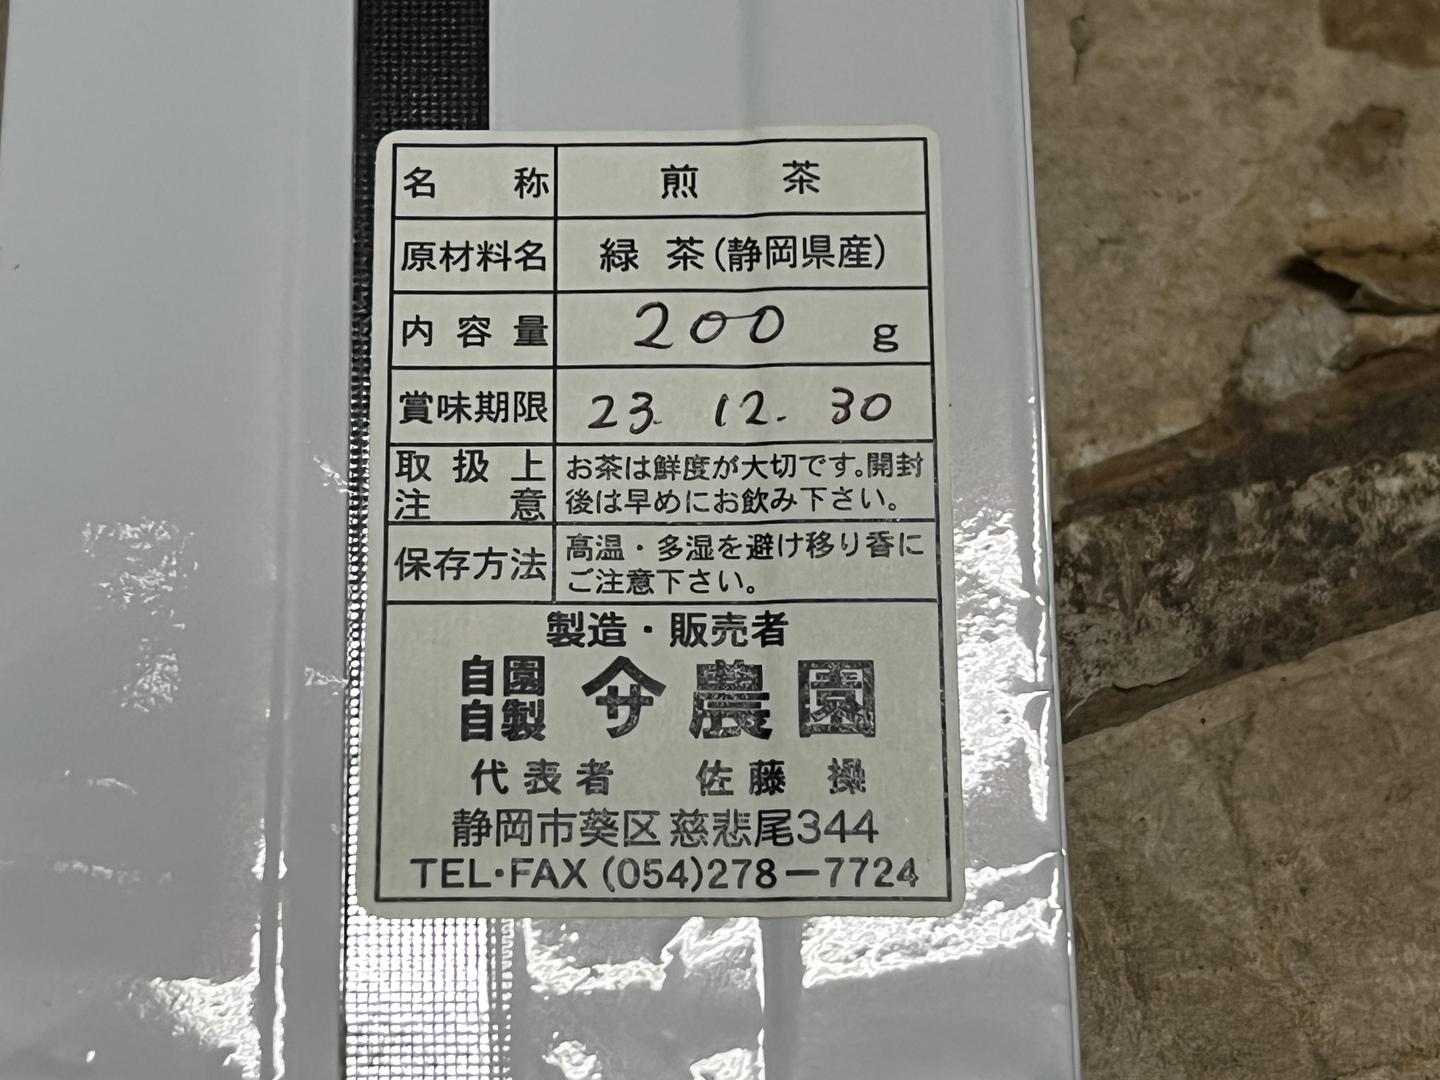 名称 煎茶
原材料名 緑茶(静岡県産)
内容量 200 g
賞味期限 23. 12. 30
取扱上注意 お茶は鮮度が大切です。開封
後は早めにお飲み下さい。
保存方法 高温・多湿を避け移り香に
ご注意下さい。
製造・販売者
自園自製 サ農園
代表者 佐藤 操
静岡市葵区慈悲尾344
TEL・FAX (054)278-7724